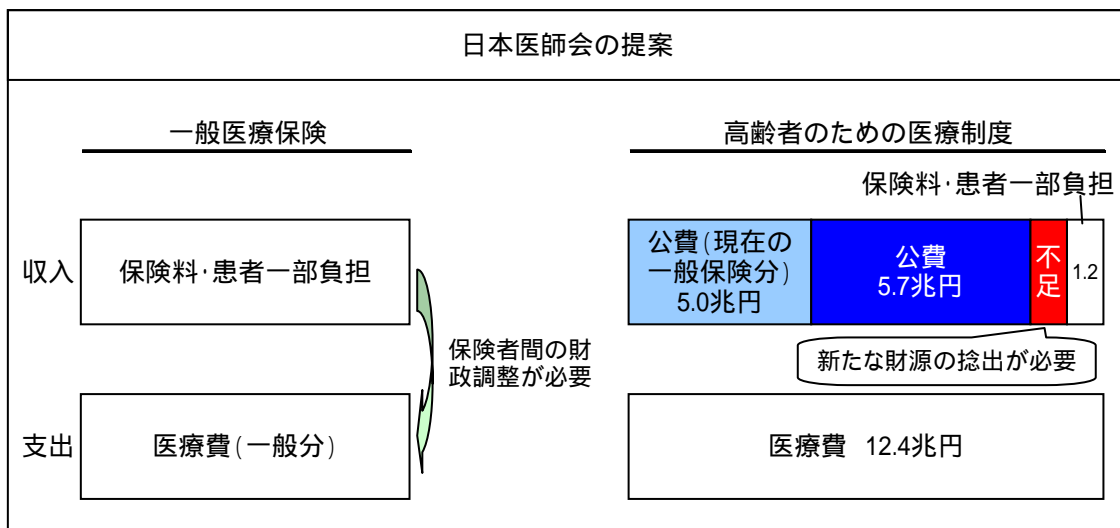 日本医師会の提案
一般医療保険
高齢者のための医療制度
保険料・患者一部負担
収入
保険料・患者一部負担
公費(現在の
一般保険分)
5.0兆円
公費
5.7兆円
不
足
1.2
保険者間の財
政調整が必要
新たな財源の捻出が必要
支出
医療費(一般分)
医療費 12.4兆円